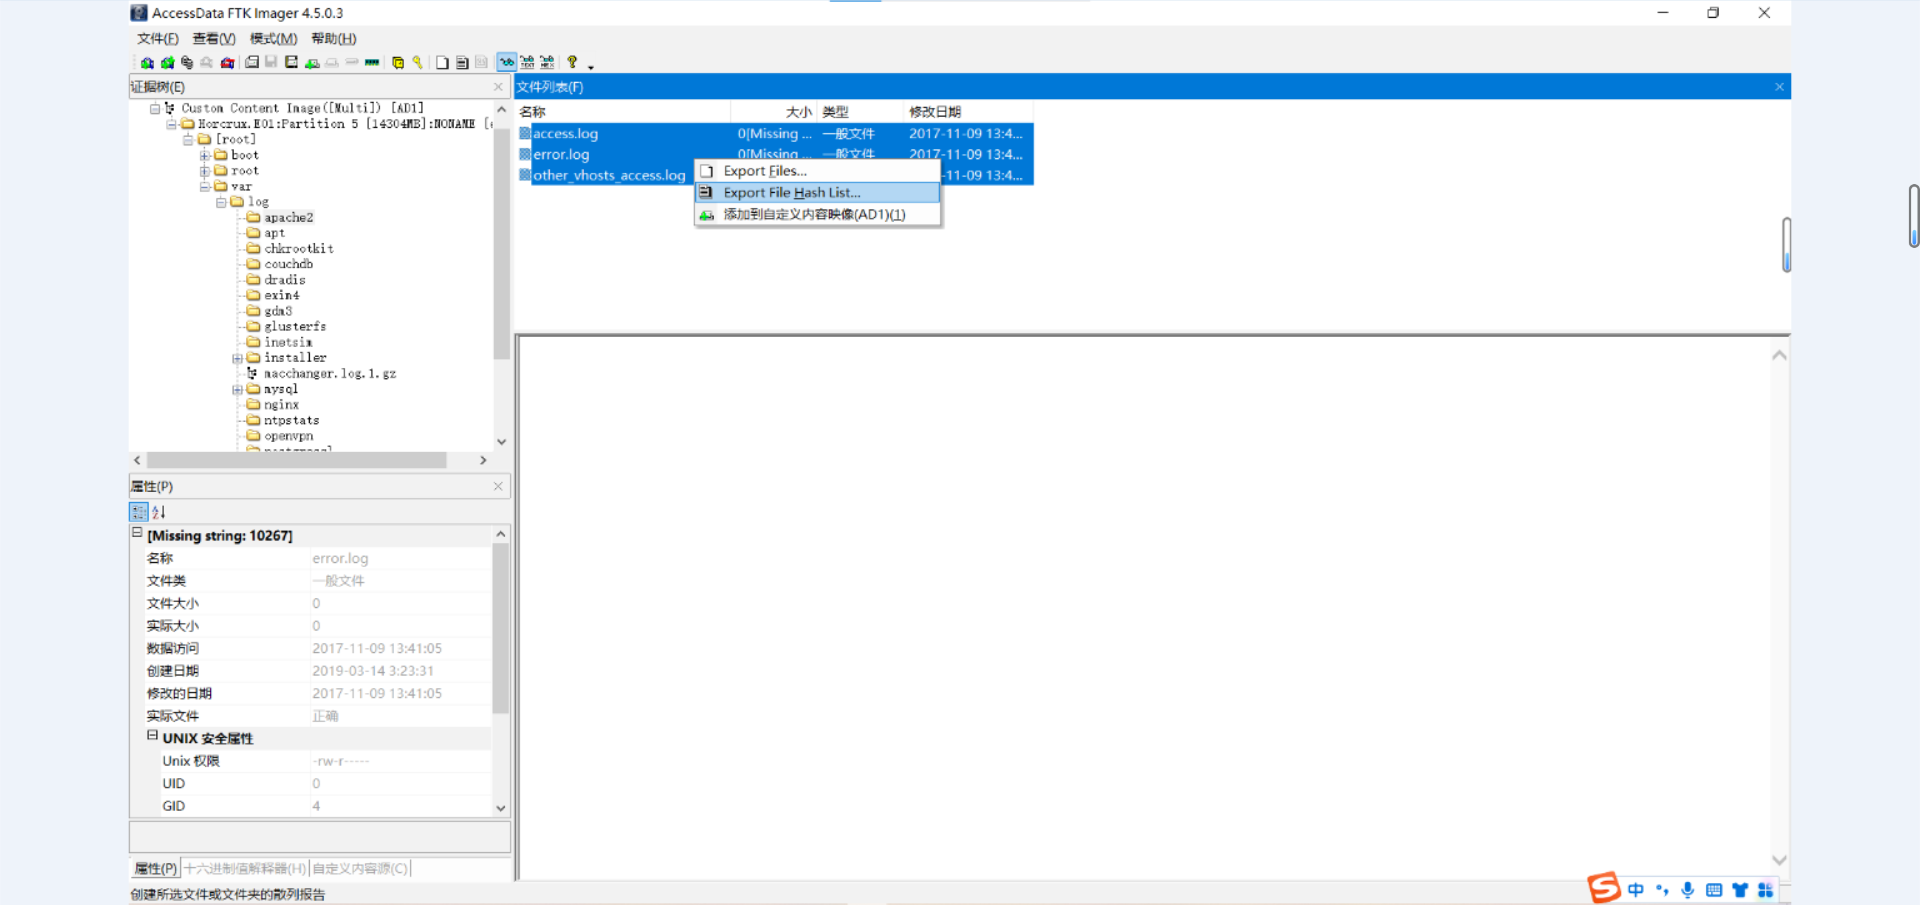 AccessData FTK Imager 4.5.0.3
文件(F) 查看(V) 模式(M) 帮助(H)
证据树(E)
Custom Content Image([Multi]) [AD1]
Horcrux.E01:Partition 5 [14304MB]:NONAME [e
[root]
boot
root
var
log
apache2
apt
chkrootkit
couchdb
dradis
exim4
gdm3
glusterfs
inetsim
installer
macchanger.log.1.gz
mysql
nginx
ntpstats
openvpn
属性(P)
[Missing string: 10267]
名称 error.log
文件类 一般文件
文件大小 0
实际大小 0
数据访问 2017-11-09 13:41:05
创建日期 2019-03-14 3:23:31
修改的日期 2017-11-09 13:41:05
实际文件 正确
UNIX 安全属性
Unix 权限 -rw-r-----
UID 0
GID 4
属性(P) 十六进制值解释器(H) 自定义内容源(C)
创建所选文件或文件夹的散列报告
文件列表(F)
名称 大小 类型 修改日期
access.log 0[Missing ... 一般文件 2017-11-09 13:4...
error.log 0[Missing ... 一般文件 2017-11-09 13:4...
other_vhosts_access.log -11-09 13:4...
Export Files...
Export File Hash List...
添加到自定义内容映像(AD1)(1)
S 中